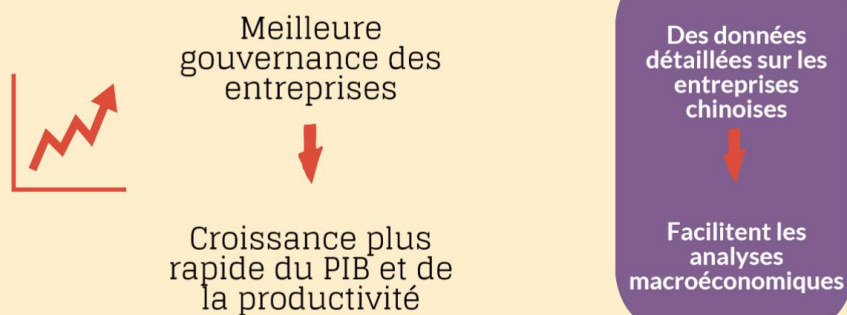 Meilleure
gouvernance des
entreprises
Croissance plus
rapide du PIB et de
la productivité
Des données
détaillées sur les
entreprises
chinoises
Facilitent les
analyses
macroéconomiques